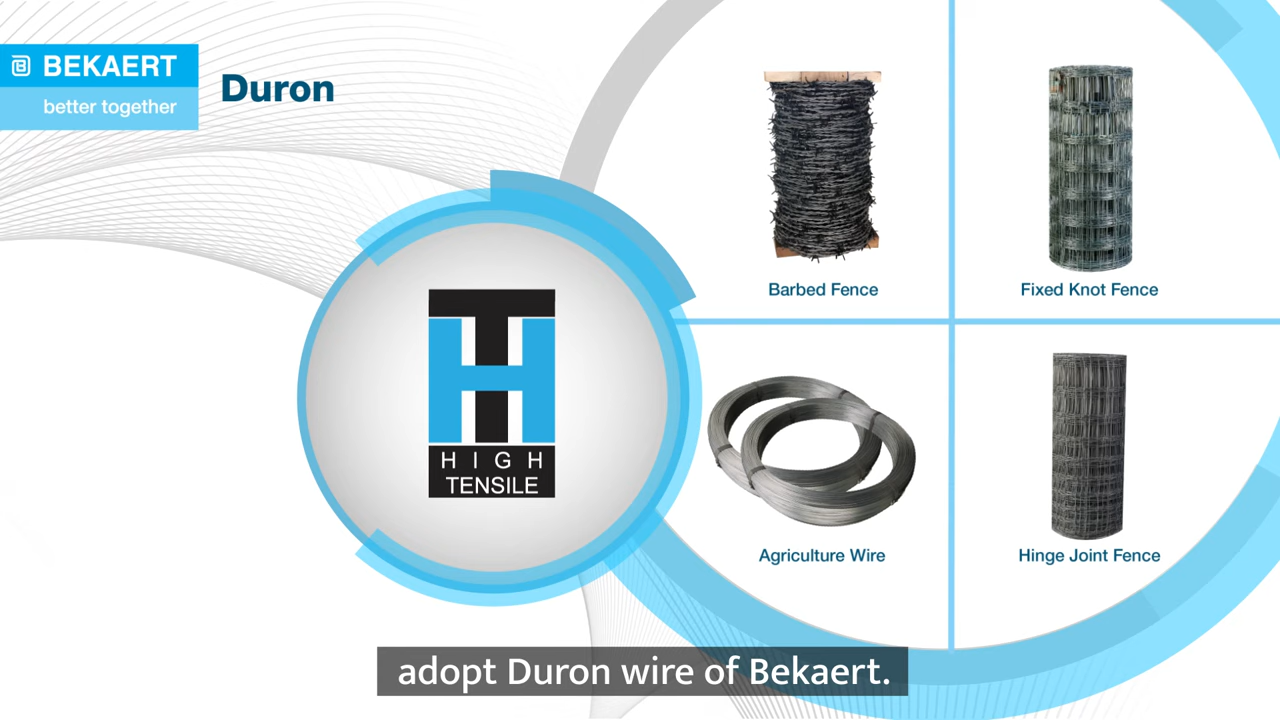 BEKAERT
better together
Duron
HIGH
TENSILE
Barbed Fence
Fixed Knot Fence
Agriculture Wire
Hinge Joint Fence
adopt Duron wire of Bekaert.